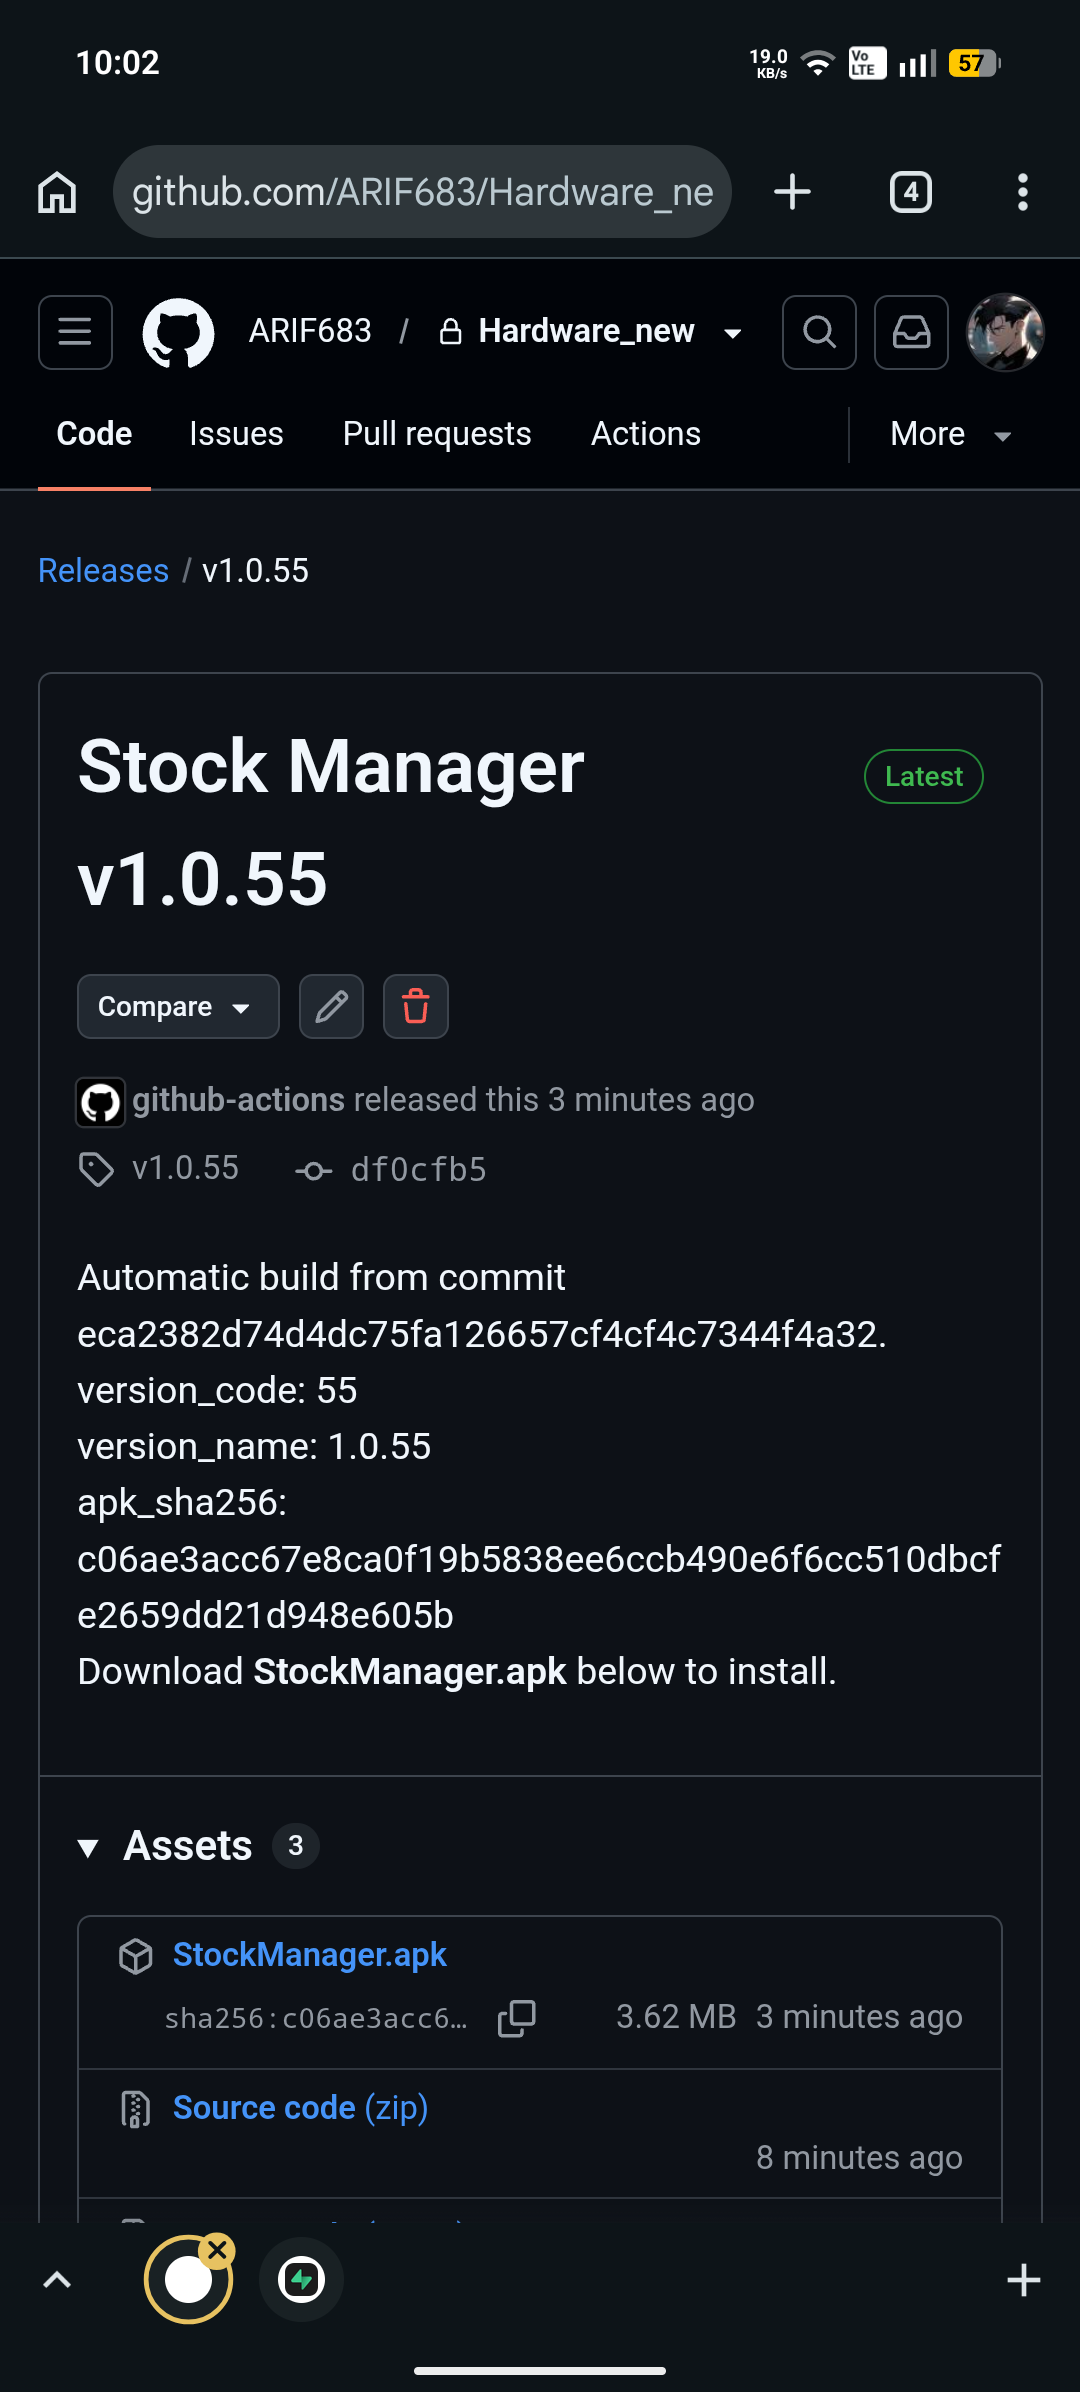 10:02
19.0
KB/s
Vo
LTE
57
github.com/ARIF683/Hardware_ne
4
ARIF683 / Hardware_new
Code Issues Pull requests Actions More
Releases / v1.0.55
Stock Manager
Latest
v1.0.55
Compare
github-actions released this 3 minutes ago
v1.0.55 df0cfb5
Automatic build from commit
eca2382d74d4dc75fa126657cf4cf4c7344f4a32.
version_code: 55
version_name: 1.0.55
apk_sha256:
c06ae3acc67e8ca0f19b5838ee6ccb490e6f6cc510dbcf
e2659dd21d948e605b
Download StockManager.apk below to install.
Assets 3
StockManager.apk
sha256:c06ae3acc6… 3.62 MB 3 minutes ago
Source code (zip)
8 minutes ago